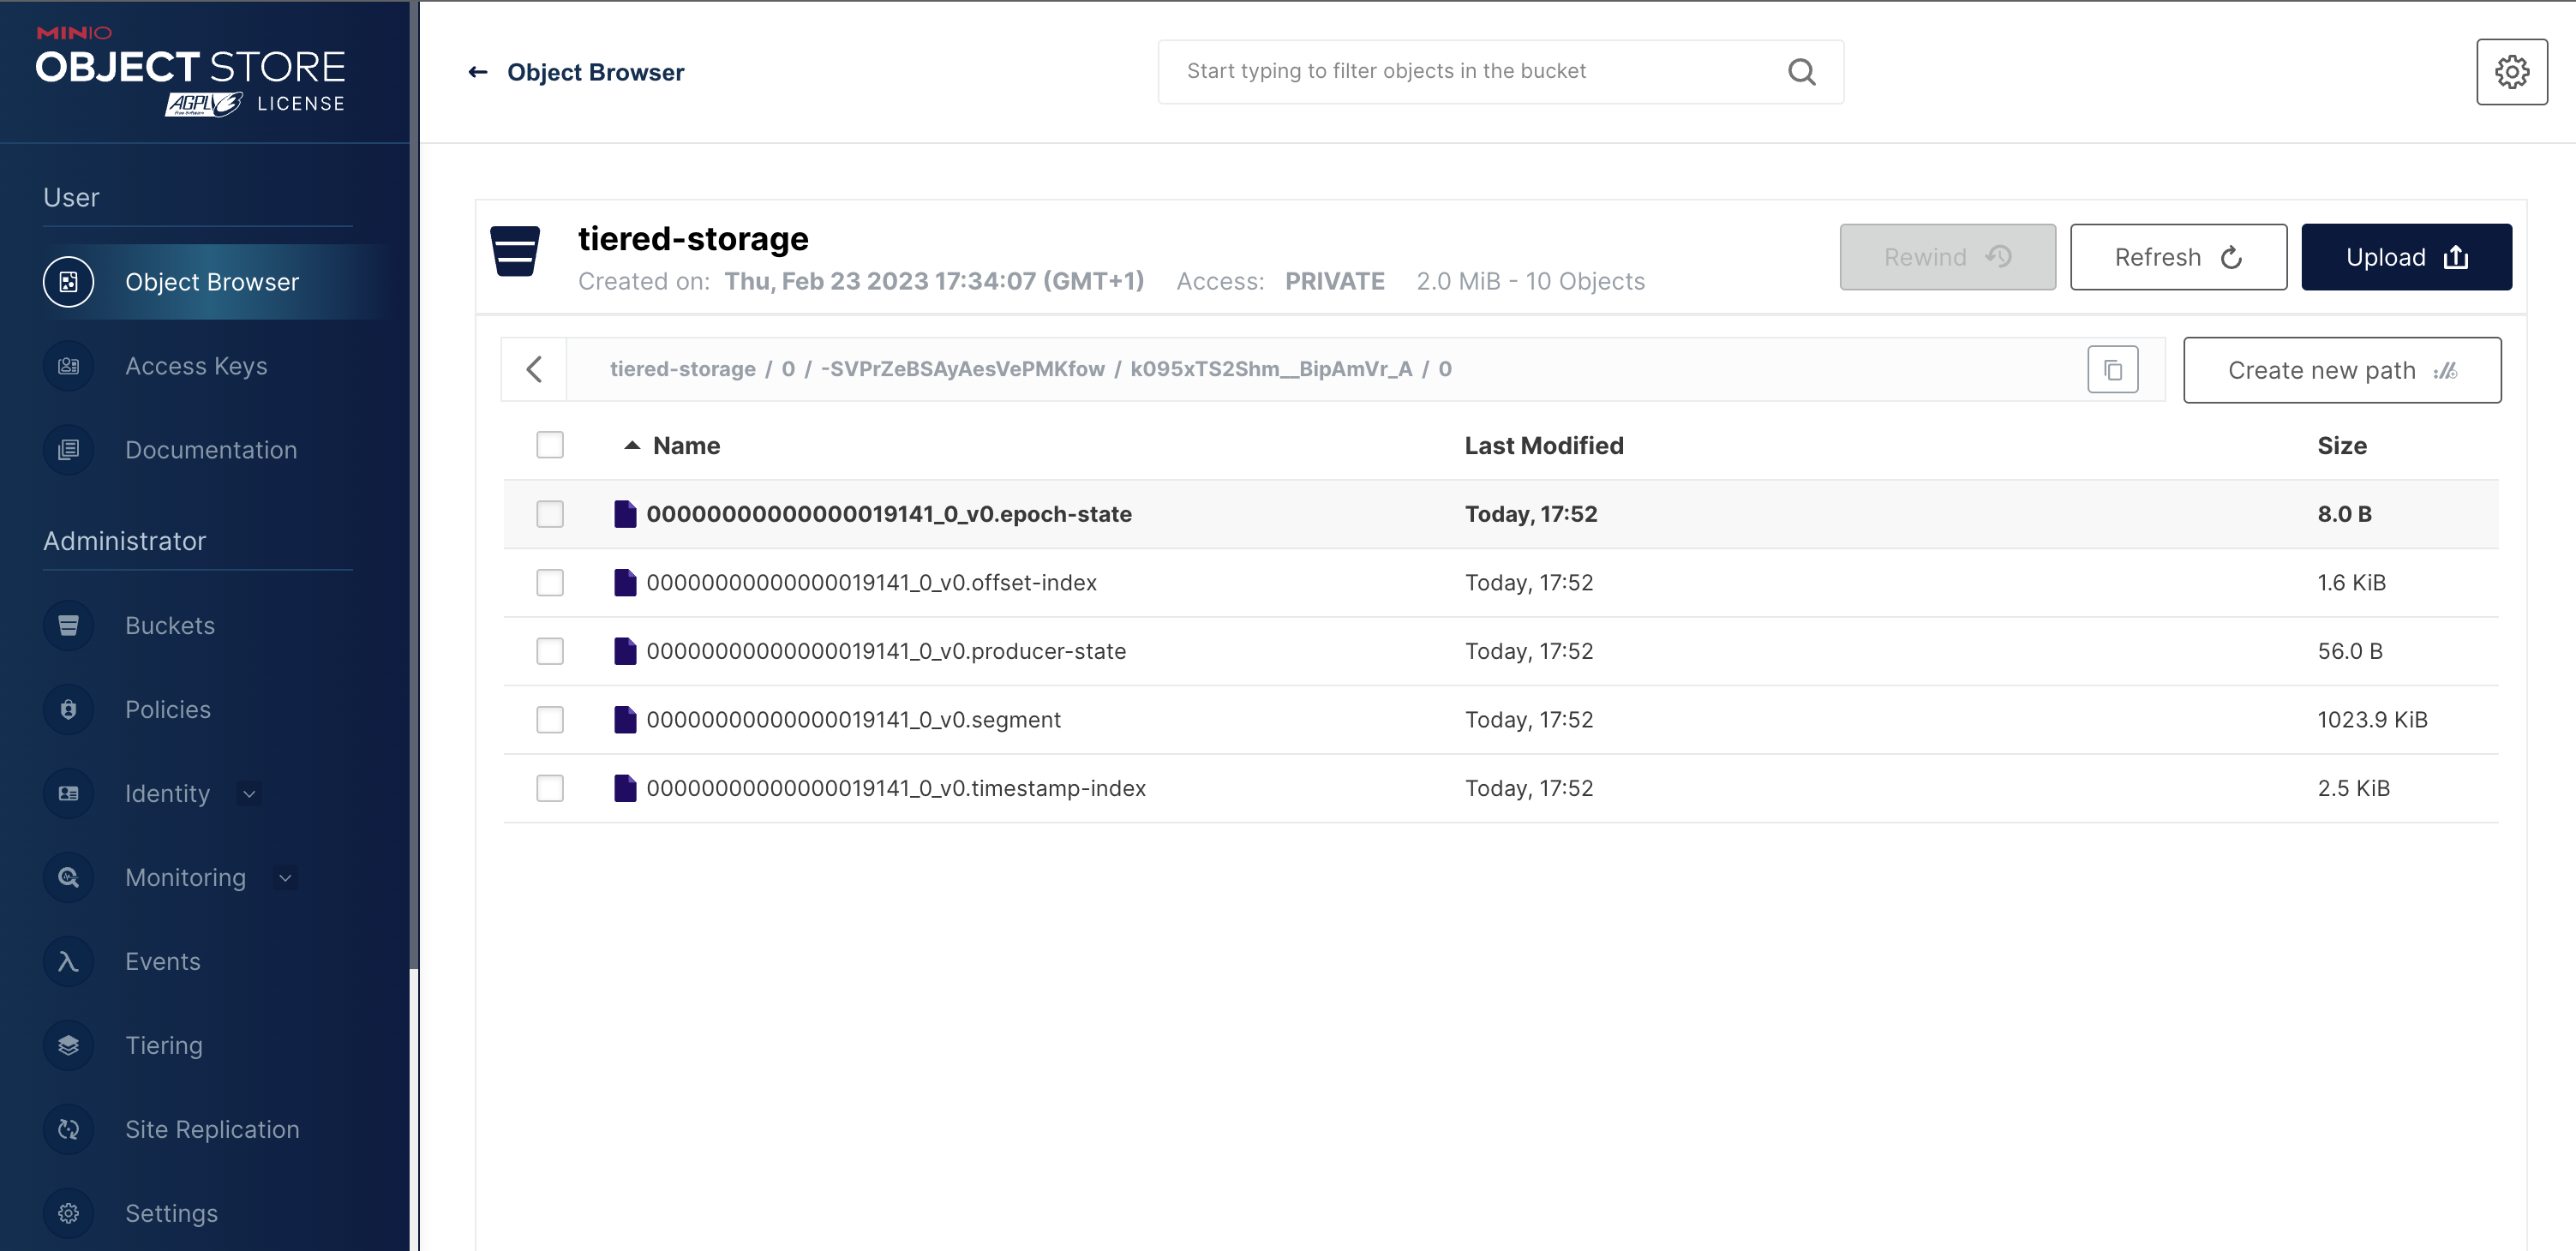 MINIO
OBJECT STORE
AGPLv3 LICENSE
Free Software
User
Object Browser
Access Keys
Documentation
Administrator
Buckets
Policies
Identity
Monitoring
Events
Tiering
Site Replication
Settings
← Object Browser
Start typing to filter objects in the bucket
tiered-storage
Created on: Thu, Feb 23 2023 17:34:07 (GMT+1) Access: PRIVATE 2.0 MiB - 10 Objects
Rewind Refresh Upload
tiered-storage / 0 / -SVPrZeBSAyAesVePMKfow / k095xTS2Shm__BipAmVr_A / 0
Create new path
Name Last Modified Size
00000000000000019141_0_v0.epoch-state Today, 17:52 8.0 B
00000000000000019141_0_v0.offset-index Today, 17:52 1.6 KiB
00000000000000019141_0_v0.producer-state Today, 17:52 56.0 B
00000000000000019141_0_v0.segment Today, 17:52 1023.9 KiB
00000000000000019141_0_v0.timestamp-index Today, 17:52 2.5 KiB